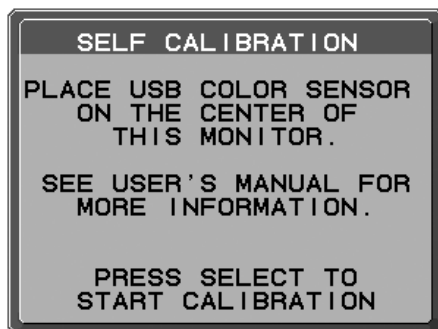 SELF CALIBRATION
PLACE USB COLOR SENSOR
ON THE CENTER OF
THIS MONITOR.
SEE USER'S MANUAL FOR
MORE INFORMATION.
PRESS SELECT TO
START CALIBRATION